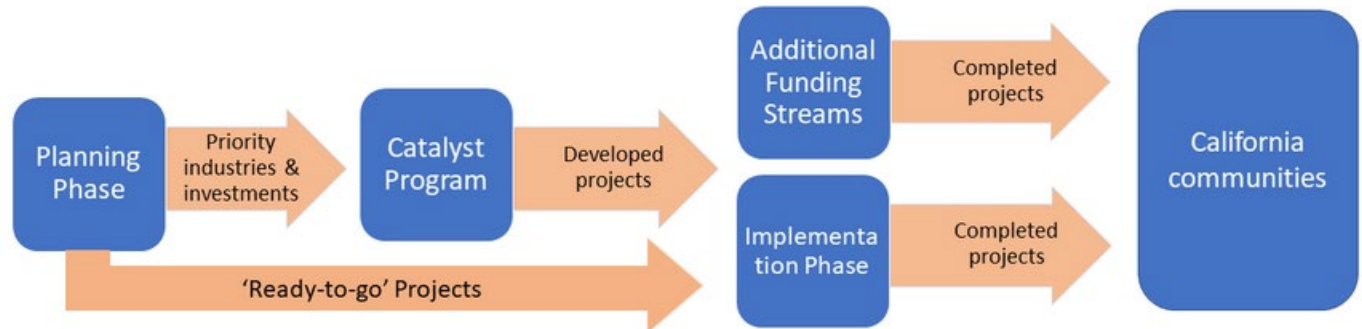 Planning
Phase
Priority
industries &
investments
Catalyst
Program
Developed
projects
Additional
Funding
Streams
Completed
projects
Implementa
tion Phase
Completed
projects
California
communities
'Ready-to-go' Projects